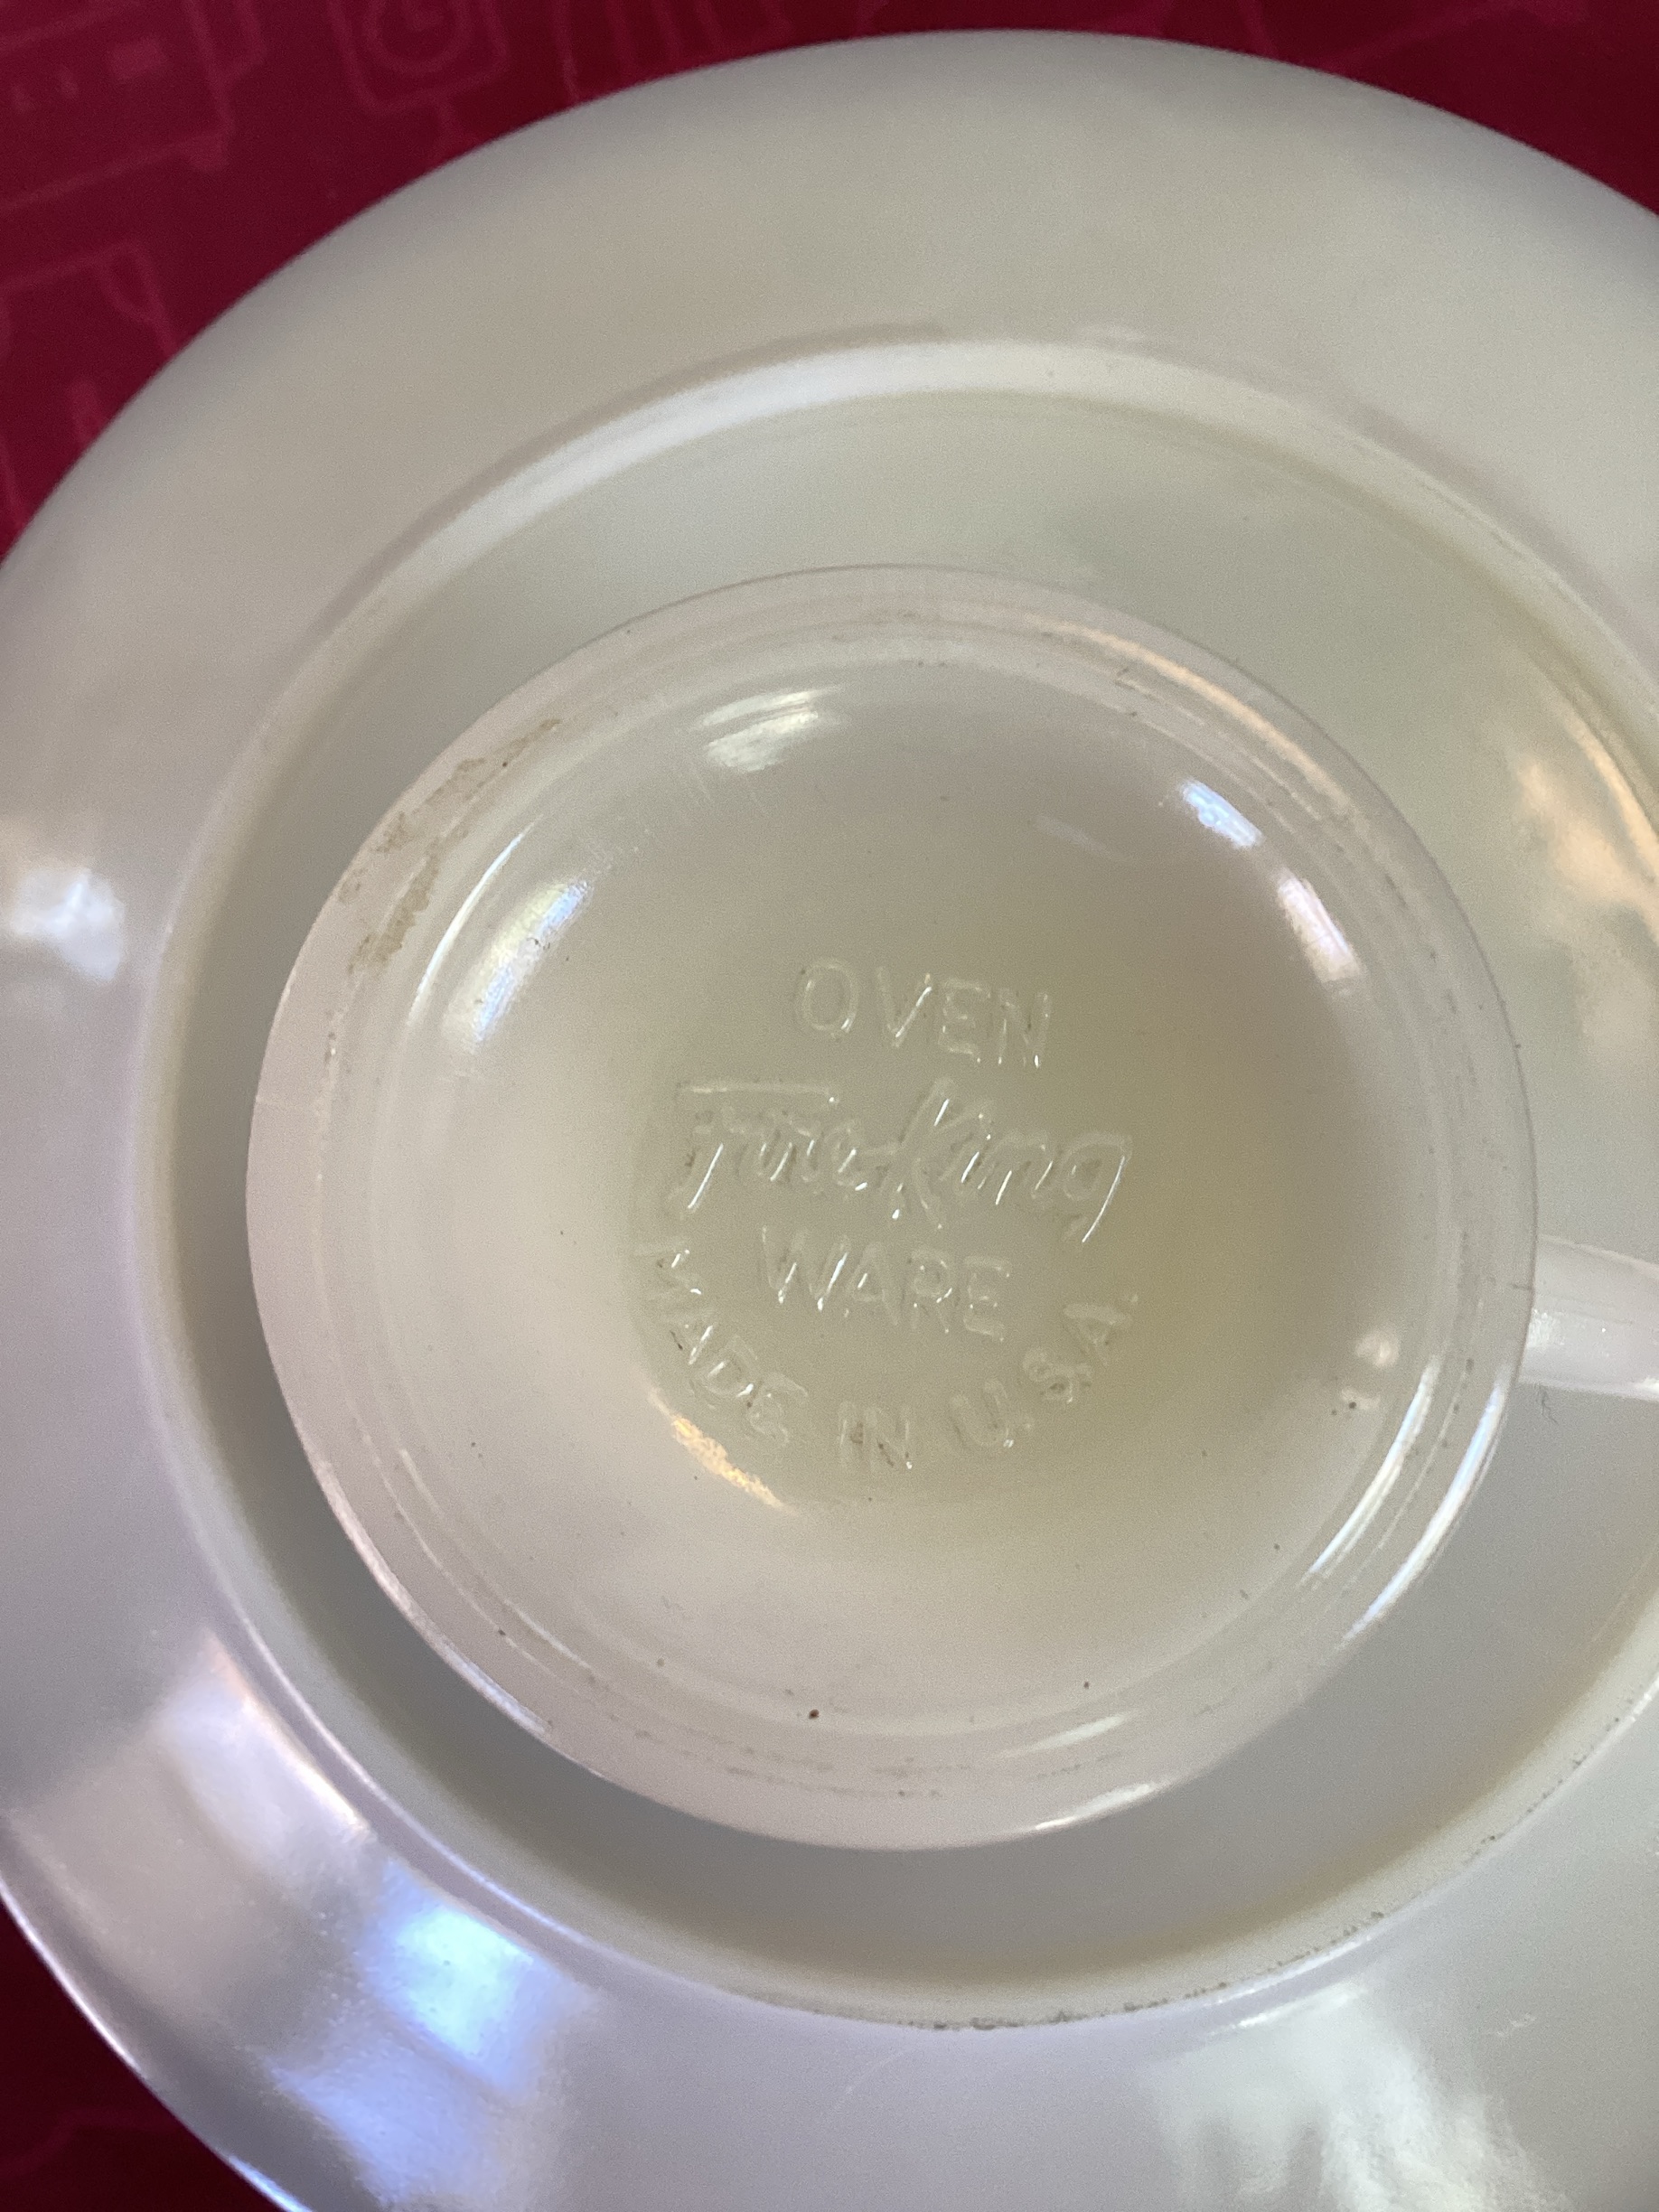 OVEN
Fire-King
WARE
MADE IN U.S.A.